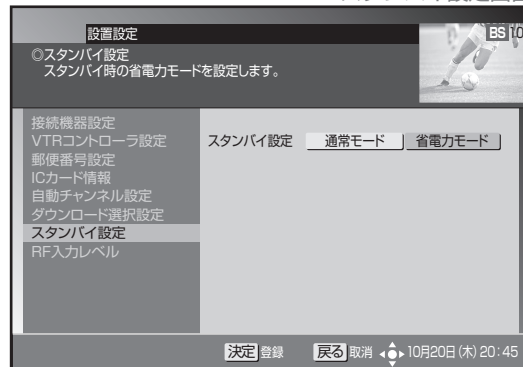 設置設定
BS 10
◎スタンバイ設定
スタンバイ時の省電力モードを設定します。
接続機器設定
VTRコントローラ設定
郵便番号設定
ICカード情報
自動チャンネル設定
ダウンロード選択設定
スタンバイ設定
RF入力レベル
スタンバイ設定 通常モード 省電力モード
決定 登録 戻る 取消 10月20日(木) 20:45